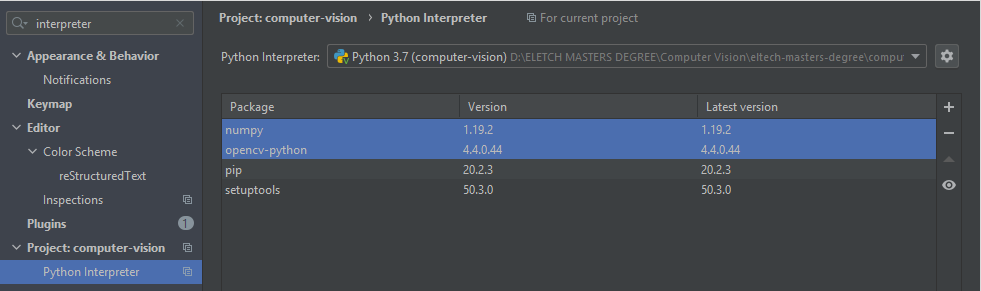 interpreter
Appearance & Behavior
Notifications
Keymap
Editor
Color Scheme
reStructuredText
Inspections
Plugins 1
Project: computer-vision
Python Interpreter
Project: computer-vision › Python Interpreter For current project
Python Interpreter: Python 3.7 (computer-vision) D:\ELETCH MASTERS DEGREE\Computer Vision\eltech-masters-degree\comput
Package Version Latest version
numpy 1.19.2 1.19.2
opencv-python 4.4.0.44 4.4.0.44
pip 20.2.3 20.2.3
setuptools 50.3.0 50.3.0